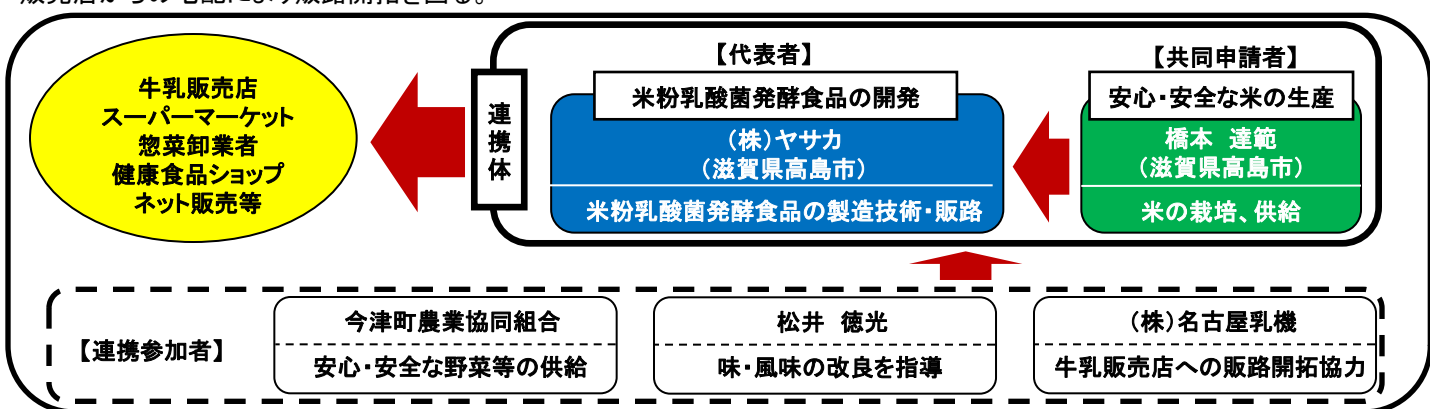 牛乳販売店
スーパーマーケット
惣菜卸業者
健康食品ショップ
ネット販売等
連携体
【代表者】
米粉乳酸菌発酵食品の開発
(株)ヤサカ
(滋賀県高島市)
米粉乳酸菌発酵食品の製造技術・販路
【共同申請者】
安心・安全な米の生産
橋本 達範
(滋賀県高島市)
米の栽培、供給
【連携参加者】
今津町農業協同組合
安心・安全な野菜等の供給
松井 徳光
味・風味の改良を指導
(株)名古屋乳機
牛乳販売店への販路開拓協力